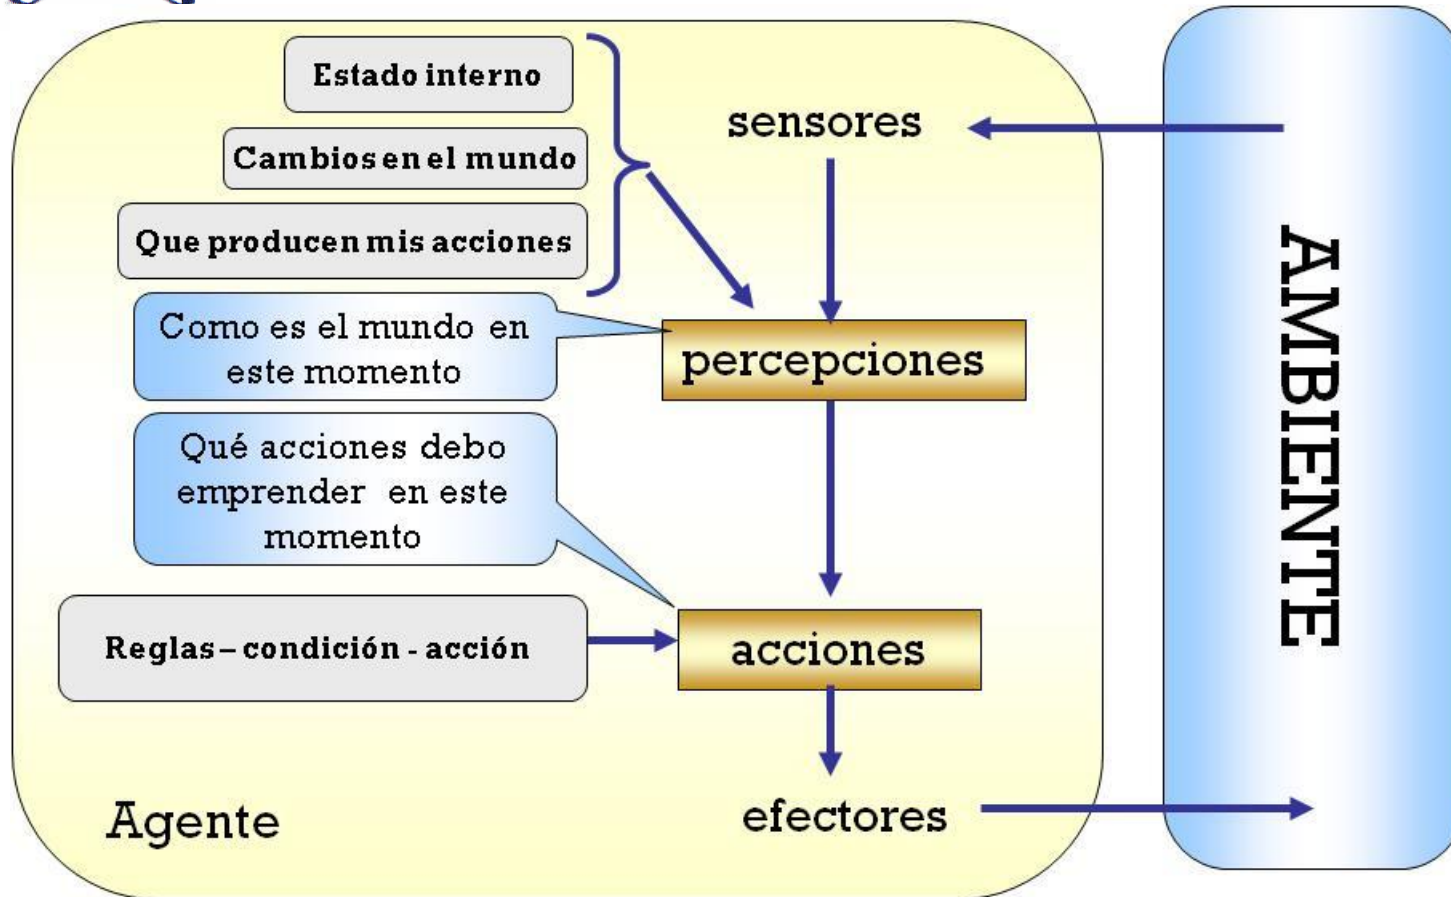 Estado interno
sensores
Cambios en el mundo
Que producen mis acciones
Como es el mundo en
este momento
percepciones
Qué acciones debo
emprender en este
momento
Reglas – condición - acción
acciones
Agente
efectores
AMBIENTE